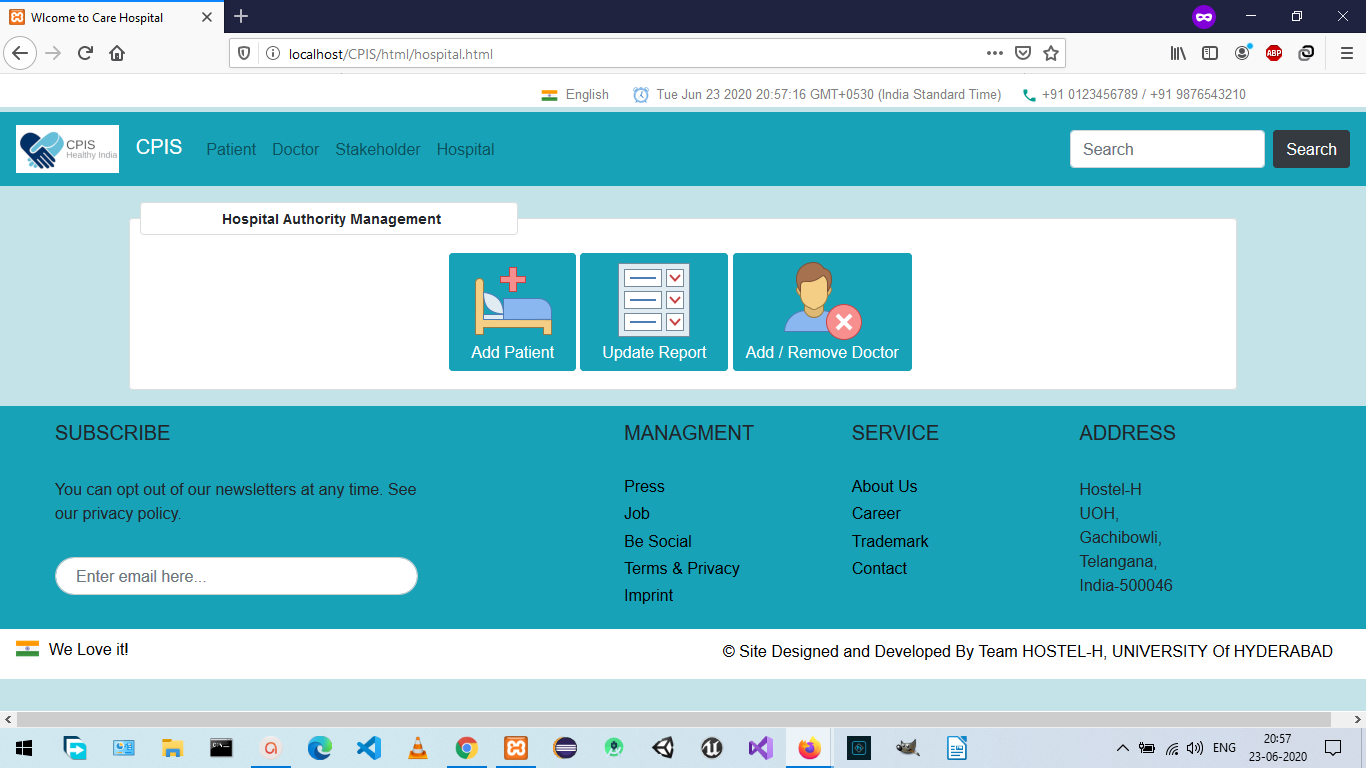 Wlcome to Care Hospital
localhost/CPIS/html/hospital.html
ABP
English Tue Jun 23 2020 20:57:16 GMT+0530 (India Standard Time) +91 0123456789 / +91 9876543210
CPIS
Healthy India
CPIS Patient Doctor Stakeholder Hospital Search Search
Hospital Authority Management
Add Patient Update Report Add / Remove Doctor
SUBSCRIBE
You can opt out of our newsletters at any time. See
our privacy policy.
Enter email here...
MANAGMENT
Press
Job
Be Social
Terms & Privacy
Imprint
SERVICE
About Us
Career
Trademark
Contact
ADDRESS
Hostel-H
UOH,
Gachibowli,
Telangana,
India-500046
We Love it!
© Site Designed and Developed By Team HOSTEL-H, UNIVERSITY Of HYDERABAD
ENG
20:57
23-06-2020